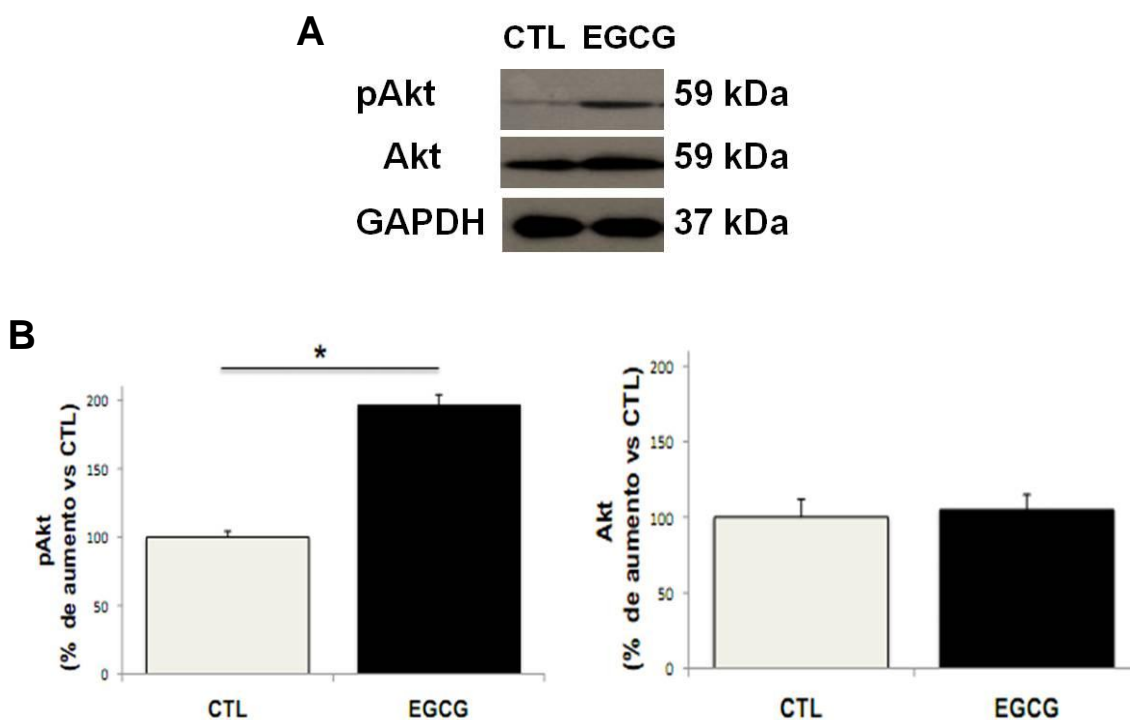 A
CTL EGCG
pAkt 59 kDa
Akt 59 kDa
GAPDH 37 kDa
B
*
pAkt
(% de aumento vs CTL)
200
150
100
50
0
CTL EGCG
Akt
(% de aumento vs CTL)
200
150
100
50
0
CTL EGCG